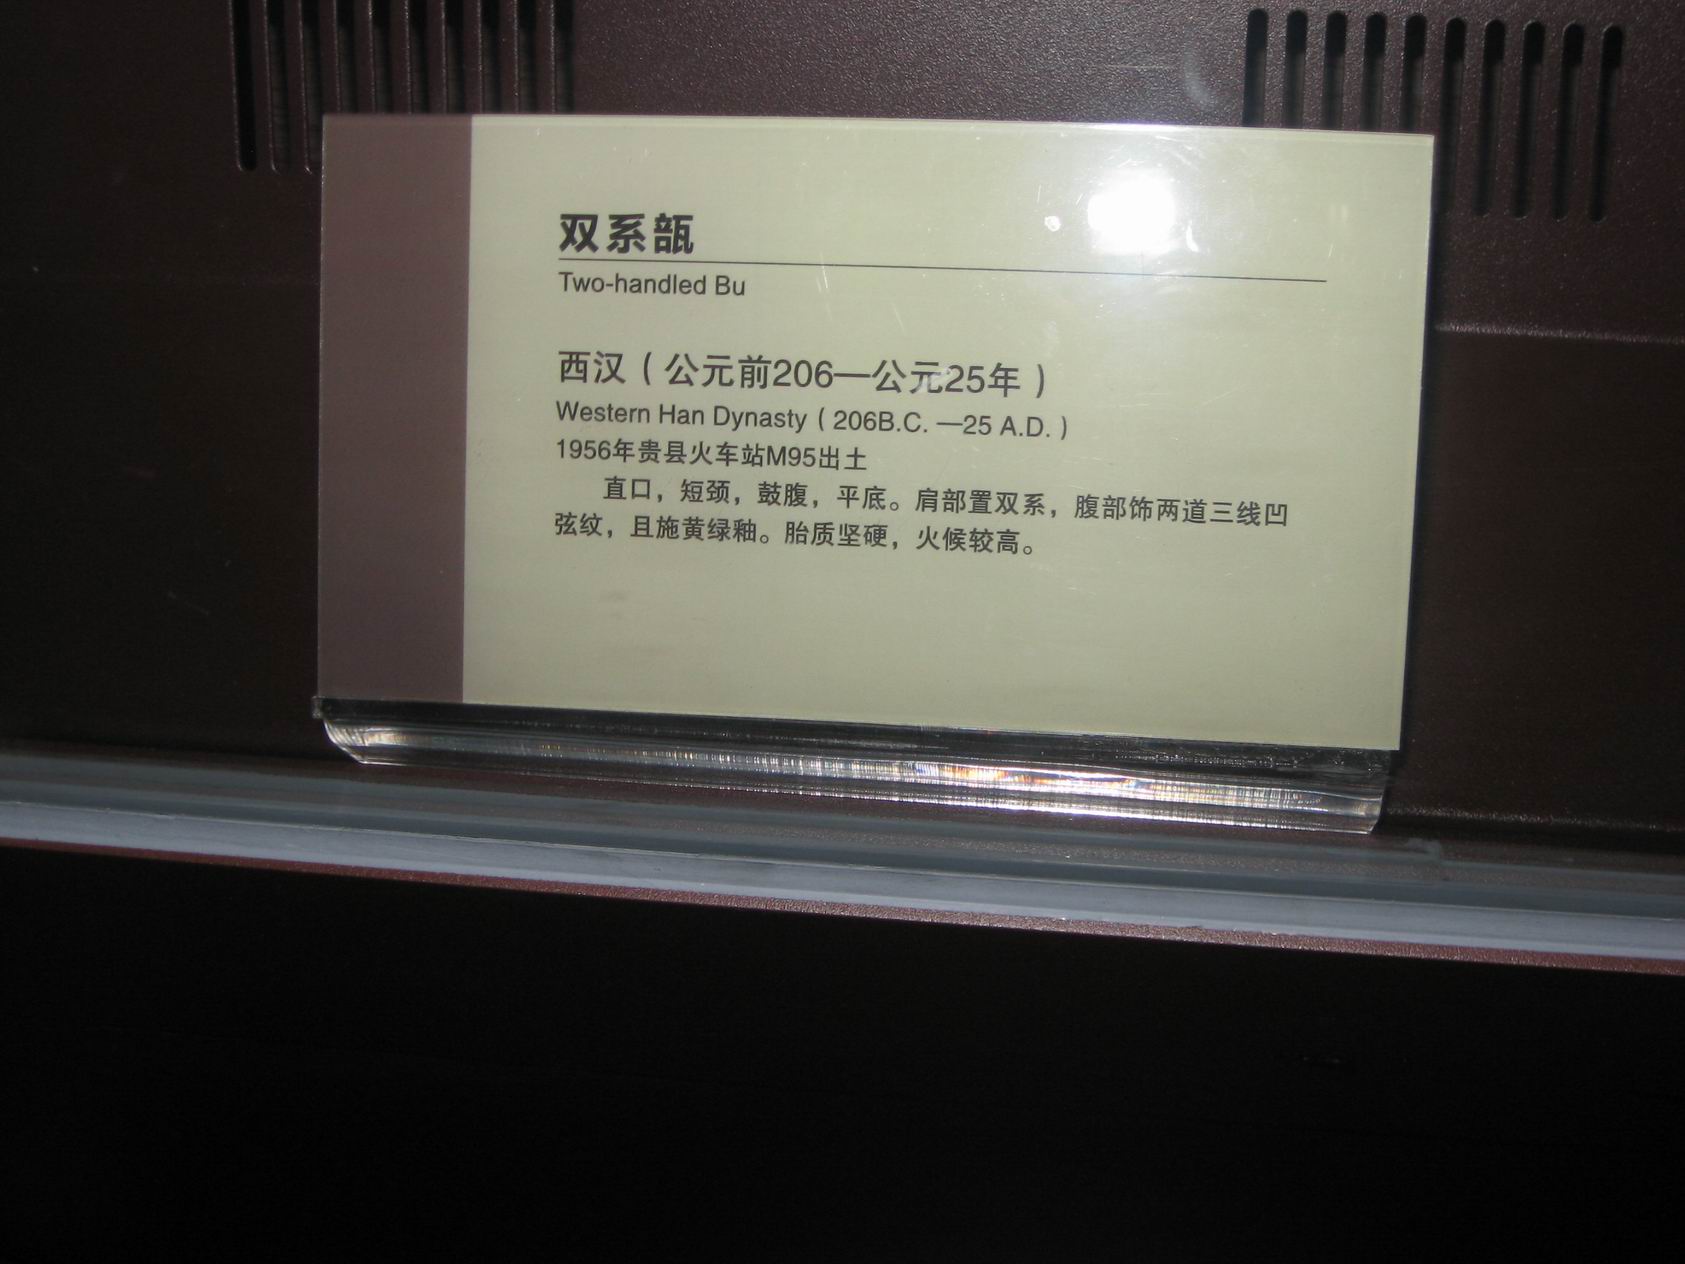 双系瓿
Two-handled Bu
西汉（公元前206—公元25年）
Western Han Dynasty（206B.C. —25 A.D.）
1956年贵县火车站M95出土
直口，短颈，鼓腹，平底。肩部置双系，腹部饰两道三线凹
弦纹，且施黄绿釉。胎质坚硬，火候较高。